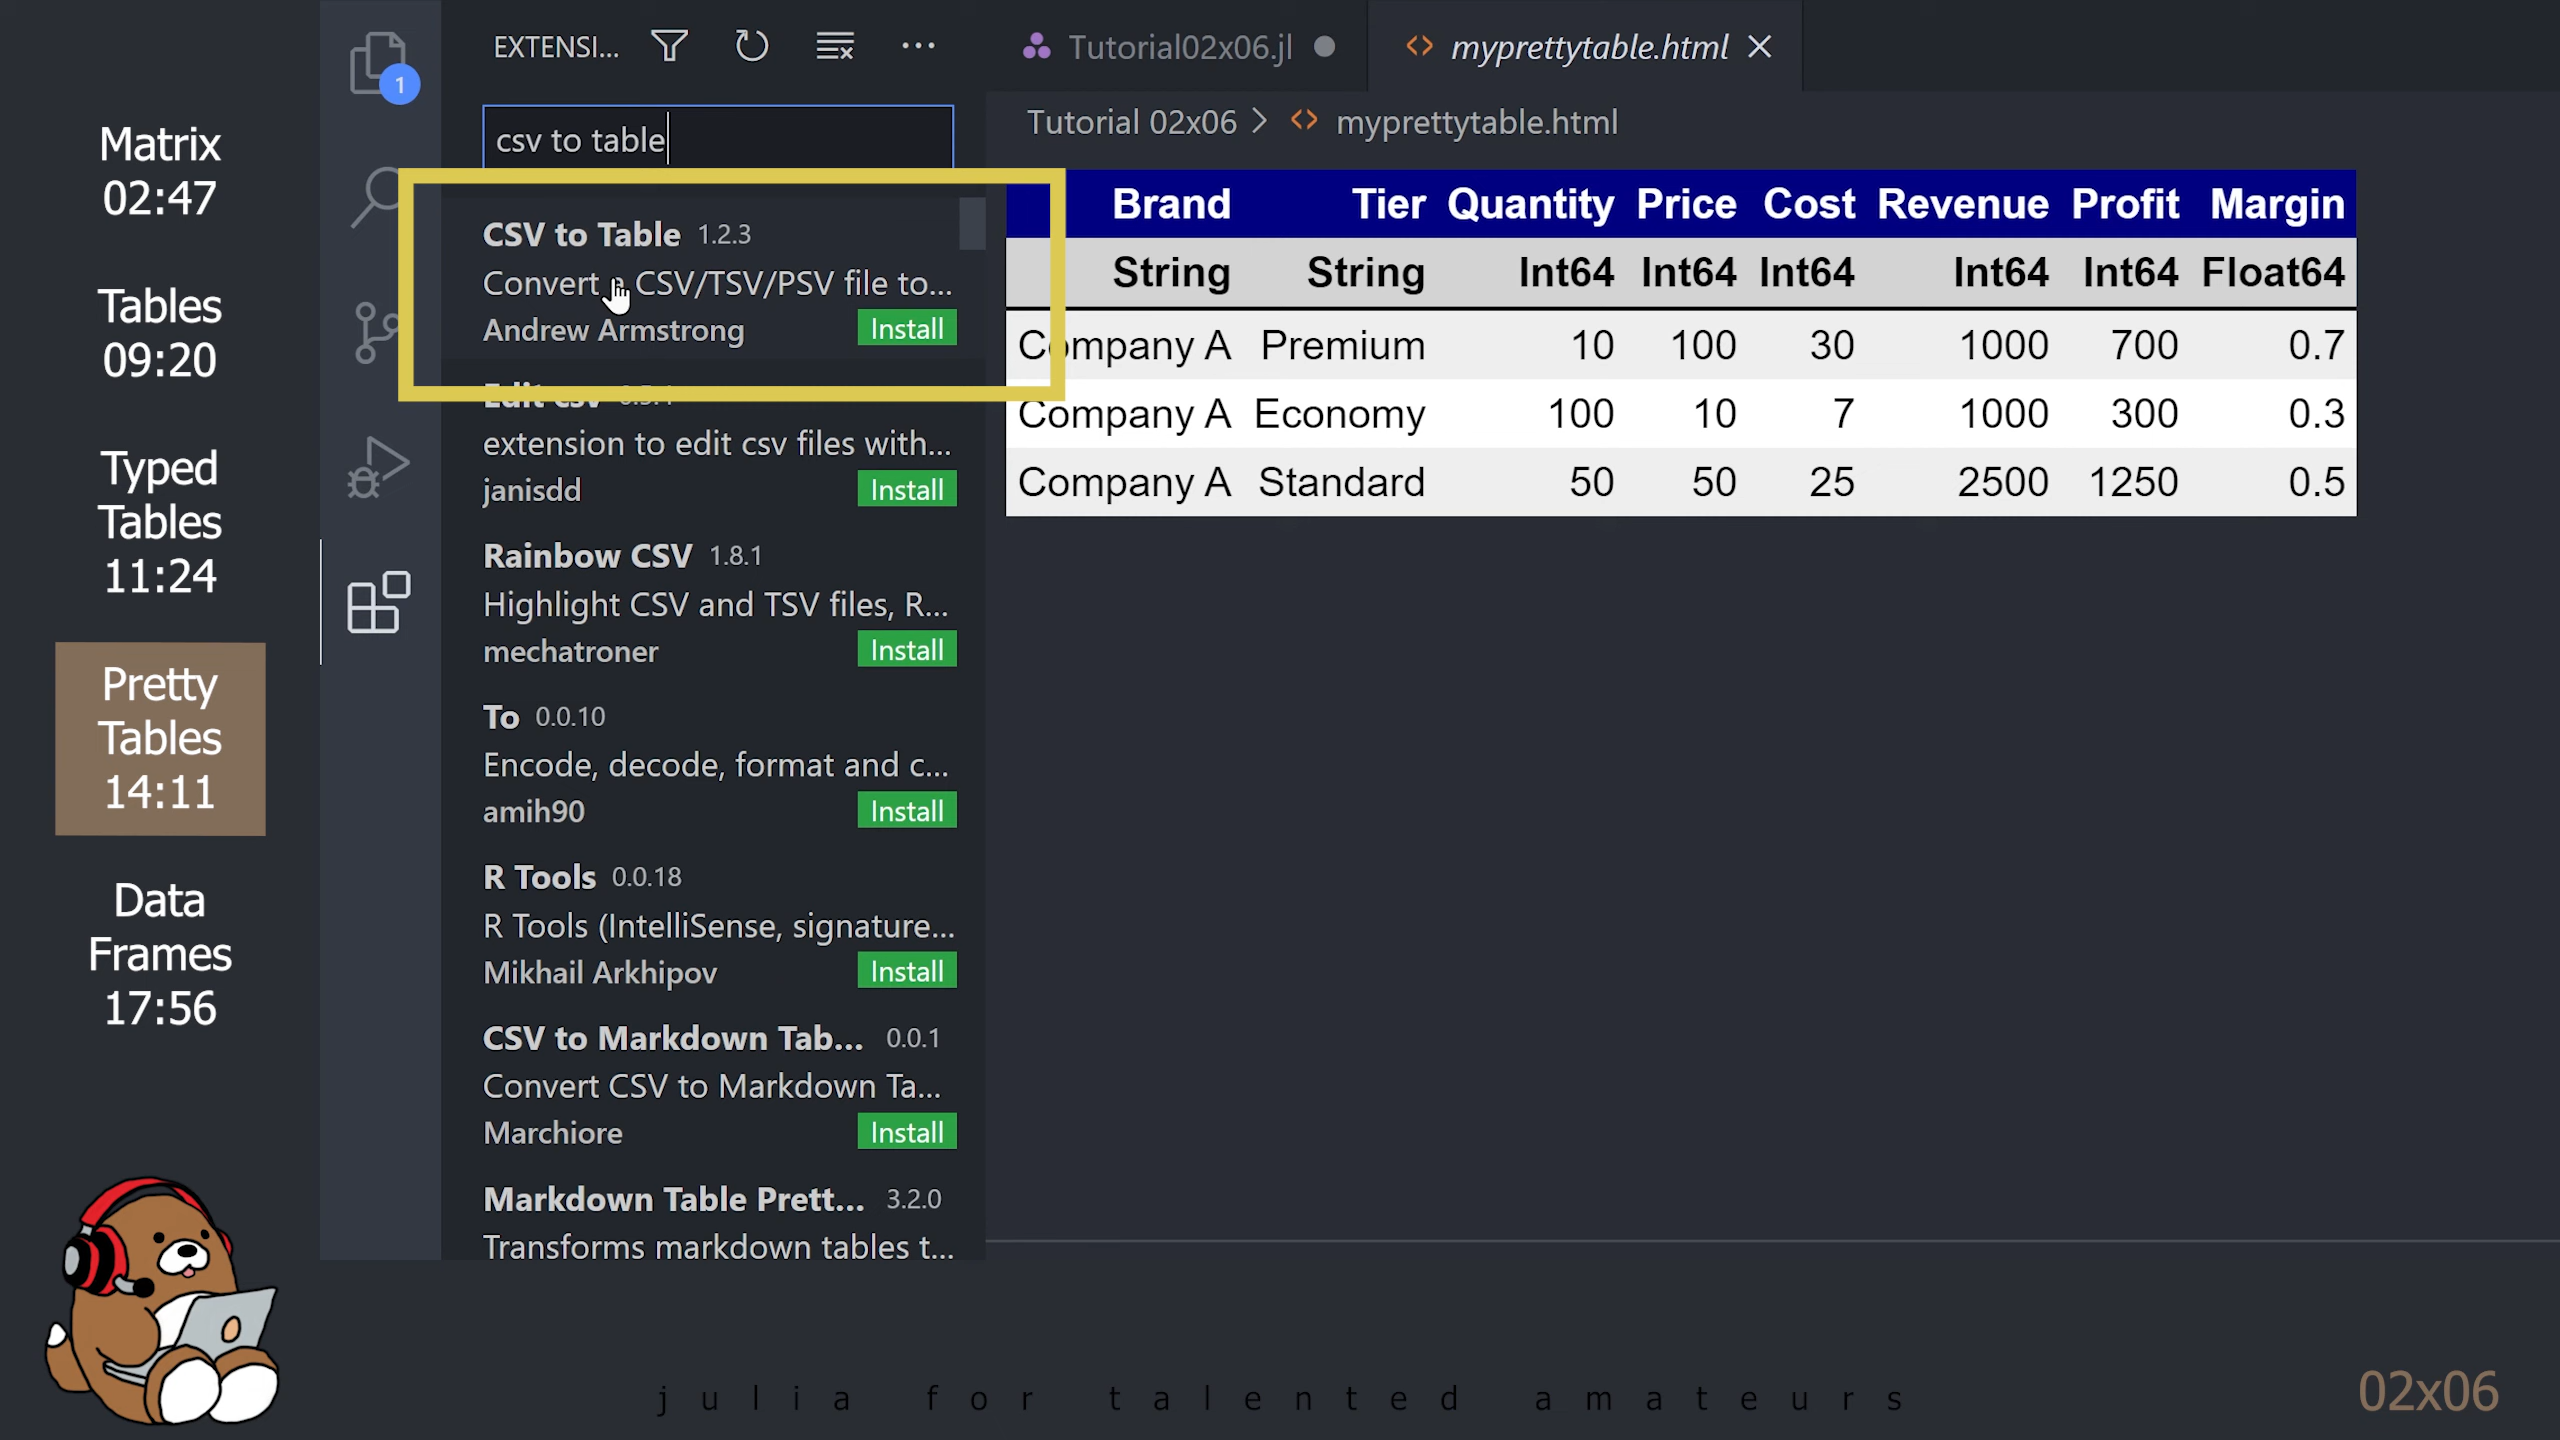 Matrix
02:47
Tables
09:20
Typed
Tables
11:24
Pretty
Tables
14:11
Data
Frames
17:56
1
EXTENSI...
csv to table
CSV to Table 1.2.3
Convert a CSV/TSV/PSV file to...
Andrew Armstrong Install
Edit csv
extension to edit csv files with...
janisdd Install
Rainbow CSV 1.8.1
Highlight CSV and TSV files, R...
mechatroner Install
To 0.0.10
Encode, decode, format and c...
amih90 Install
R Tools 0.0.18
R Tools (IntelliSense, signature...
Mikhail Arkhipov Install
CSV to Markdown Tab... 0.0.1
Convert CSV to Markdown Ta...
Marchiore Install
Markdown Table Prett... 3.2.0
Transforms markdown tables t...
Tutorial02x06.jl myprettytable.html
Tutorial 02x06 > myprettytable.html
Brand Tier Quantity Price Cost Revenue Profit Margin
String String Int64 Int64 Int64 Int64 Int64 Float64
Company A Premium 10 100 30 1000 700 0.7
Company A Economy 100 10 7 1000 300 0.3
Company A Standard 50 50 25 2500 1250 0.5
julia for talented amateurs
02x06